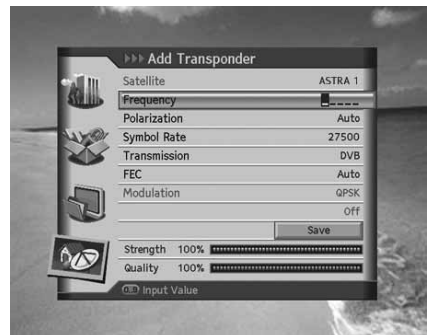 ▸▸▸ Add Transponder
Satellite ASTRA 1
Frequency _----
Polarization Auto
Symbol Rate 27500
Transmission DVB
FEC Auto
Modulation QPSK
Off
Save
Strength 100%
Quality 100%
OK Input Value